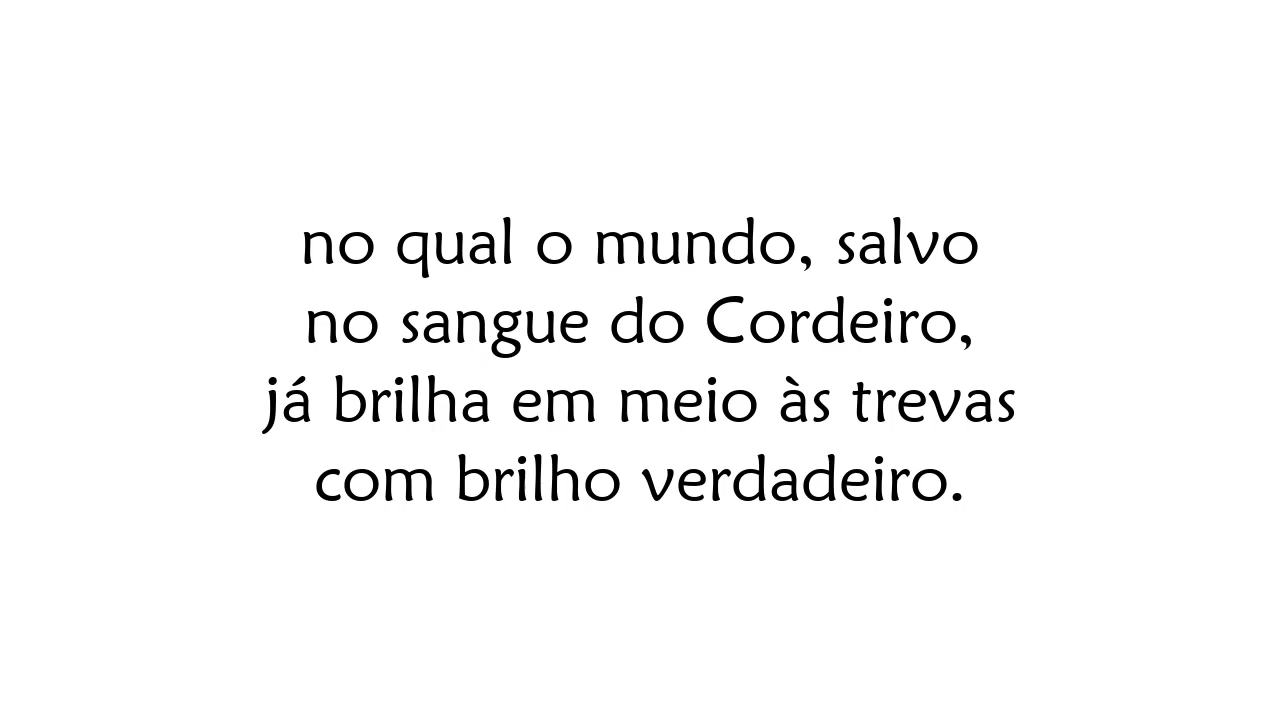 no qual o mundo, salvo
no sangue do Cordeiro,
já brilha em meio às trevas
com brilho verdadeiro.